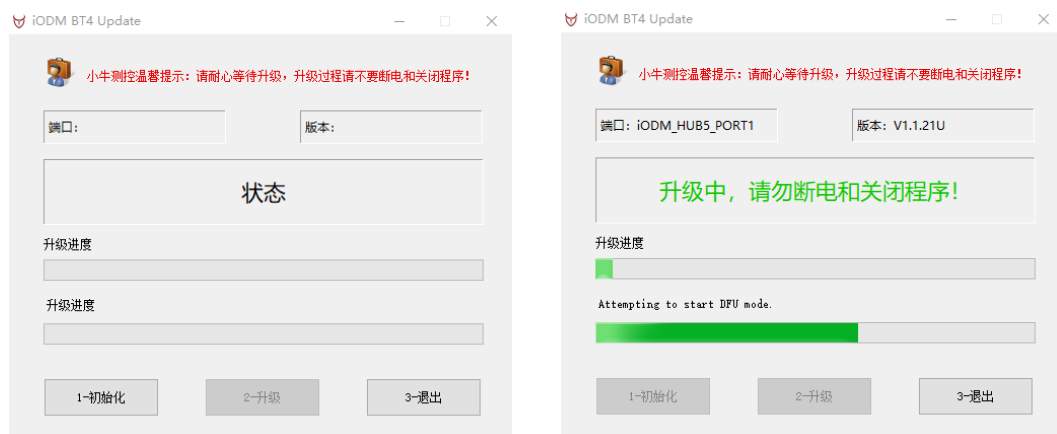 iODM BT4 Update
小牛测控温馨提示：请耐心等待升级，升级过程请不要断电和关闭程序！
端口：
版本：
状态
升级进度
升级进度
1-初始化
2-升级
3-退出
iODM BT4 Update
小牛测控温馨提示：请耐心等待升级，升级过程请不要断电和关闭程序！
端口：iODM_HUB5_PORT1
版本：V1.1.21U
升级中，请勿断电和关闭程序！
升级进度
Attempting to start DFU mode.
1-初始化
2-升级
3-退出